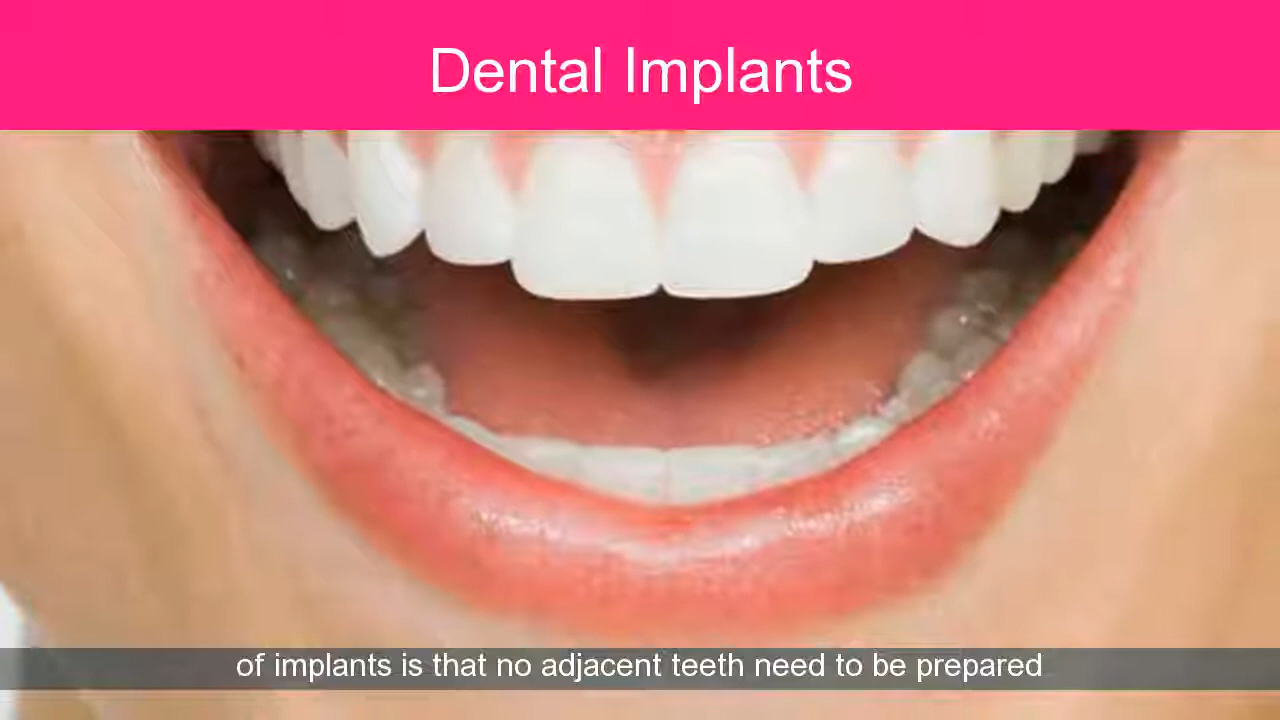 Dental Implants
of implants is that no adjacent teeth need to be prepared